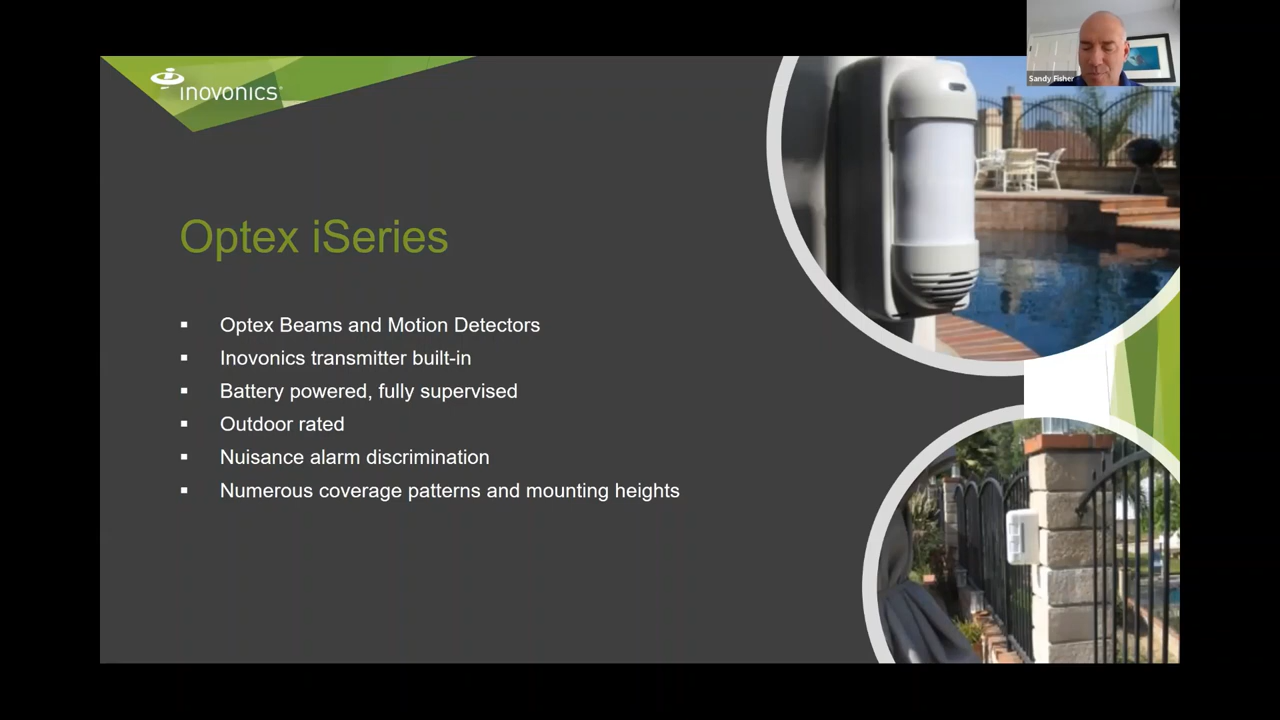 Sandy Fisher
inovonics
Optex iSeries
▪ Optex Beams and Motion Detectors
▪ Inovonics transmitter built-in
▪ Battery powered, fully supervised
▪ Outdoor rated
▪ Nuisance alarm discrimination
▪ Numerous coverage patterns and mounting heights